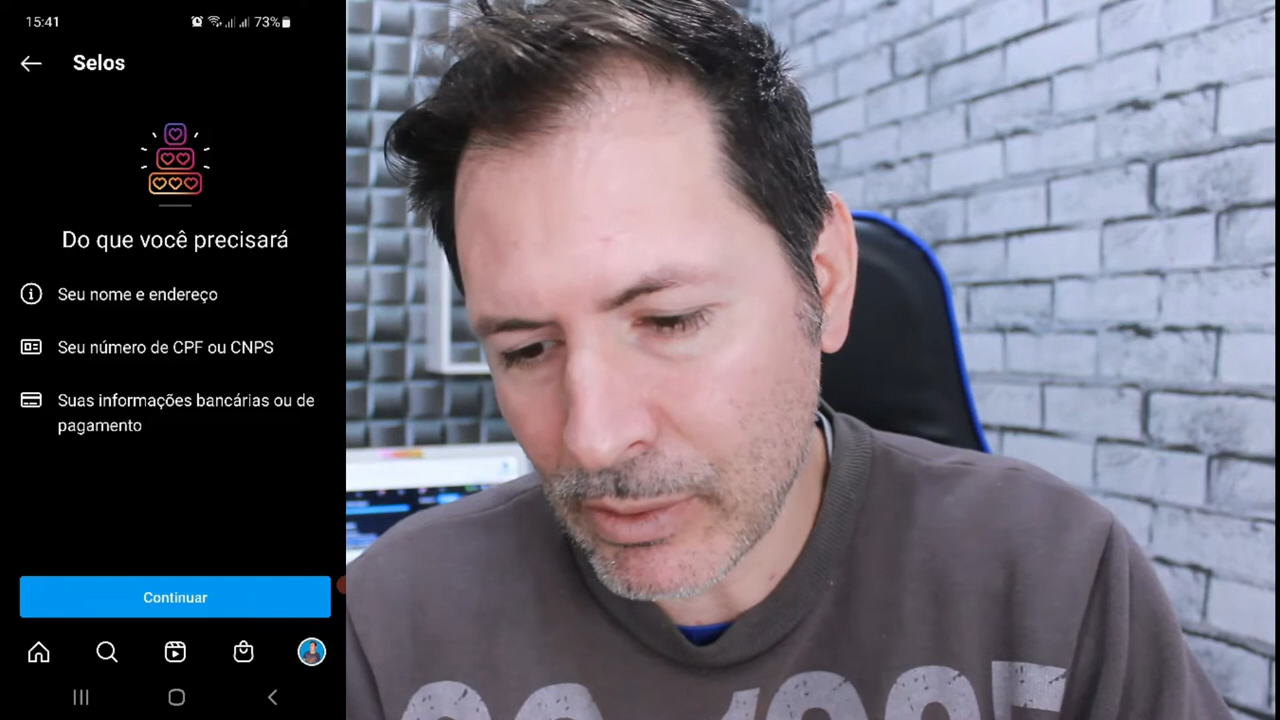 15:41
73%
Selos
Do que você precisará
Seu nome e endereço
Seu número de CPF ou CNPS
Suas informações bancárias ou de
pagamento
Continuar